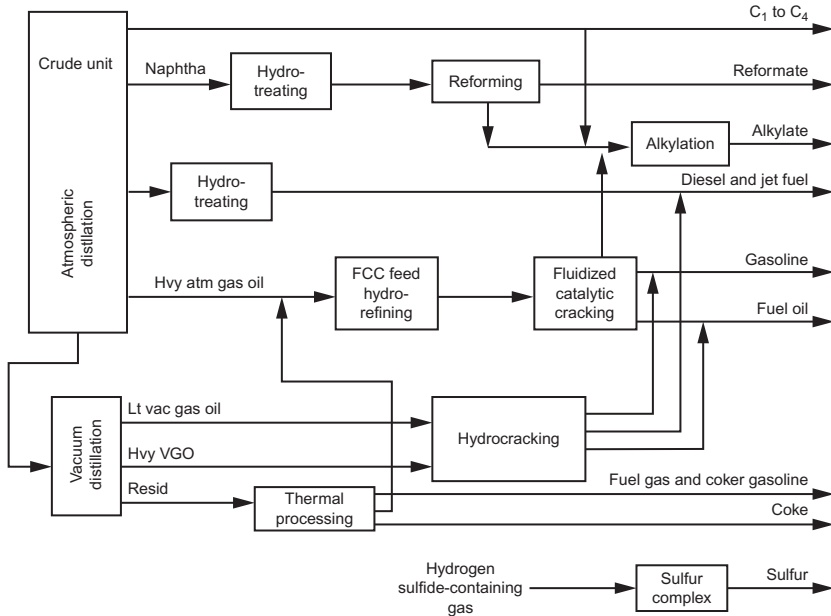 C₁ to C₄
Crude unit
Naphtha
Hydro-
treating
Reforming
Reformate
Alkylation
Alkylate
Atmospheric
distllation
Hydro-
treating
Diesel and jet fuel
Hvy atm gas oil
FCC feed
hydro-
refining
Fluidized
catalytic
cracking
Gasoline
Fuel oil
Vacuum
distillation
Lt vac gas oil
Hvy VGO
Resid
Hydrocracking
Thermal
processing
Fuel gas and coker gasoline
Coke
Hydrogen
sulfide-containing
gas
Sulfur
complex
Sulfur